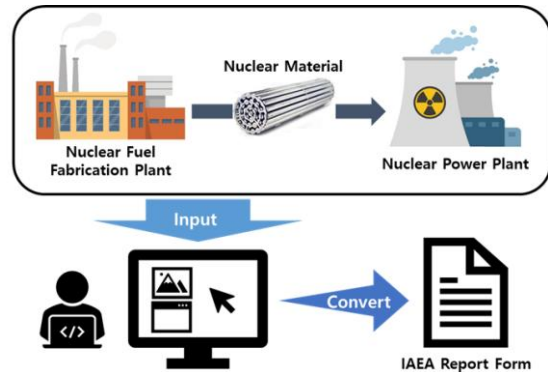 Nuclear Material
Nuclear Fuel
Fabrication Plant
Nuclear Power Plant
Input
</>
Convert
IAEA Report Form